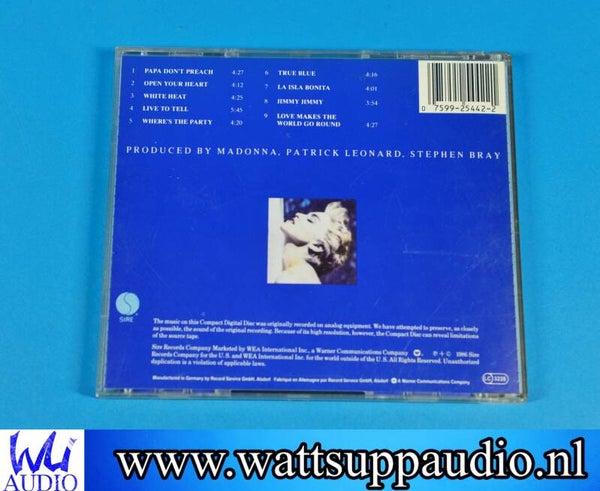 1 PAPA DON'T PREACH 4:27
2 OPEN YOUR HEART 4:12
3 WHITE HEAT 4:25
4 LIVE TO TELL 5:45
5 WHERE'S THE PARTY 4:20
6 TRUE BLUE 4:16
7 LA ISLA BONITA 4:01
8 JIMMY JIMMY 3:54
9 LOVE MAKES THE
WORLD GO ROUND 4:27
0 7599-25442-2
PRODUCED BY MADONNA, PATRICK LEONARD, STEPHEN BRAY
SIRE
The music on this Compact Digital Disc was originally recorded on analog equipment. We have attempted to preserve, as closely
as possible, the sound of the original recording. Because of its high resolution, however, the Compact Disc can reveal limitations
of the source tape.
Sire Records Company Marketed by WEA International Inc., a Warner Communications Company ℗ + © 1986 Sire
Records Company for the U.S. and WEA International Inc. for the world outside of the U.S. All Rights Reserved. Unauthorized
duplication is a violation of applicable laws.
Manufactured in Germany by Record Service GmbH, Alsdorf Fabriqué en Allemagne par Record Service GmbH, Alsdorf A Warner Communications Company
LC 3228
WU
AUDIO
www.wattsuppaudio.nl